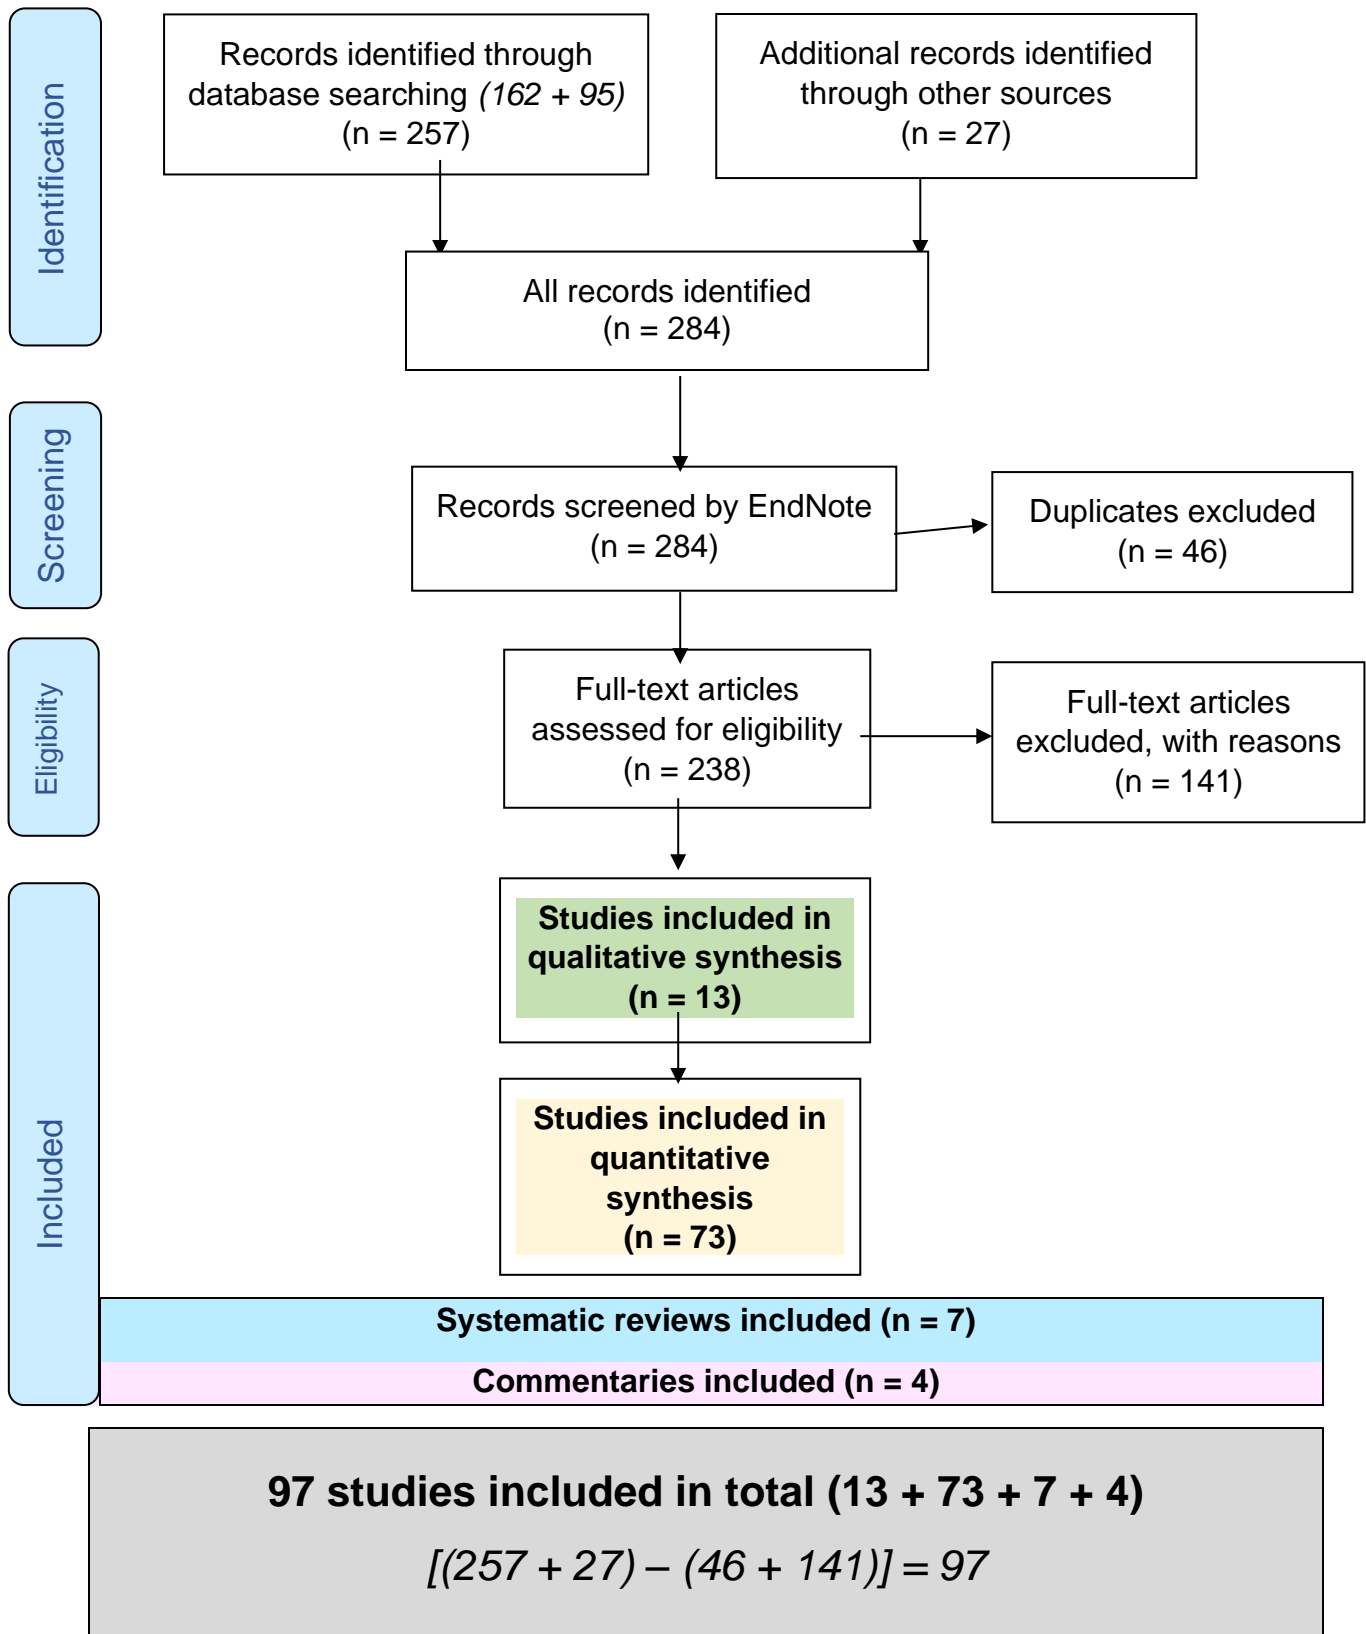 Identification
Records identified through
database searching (162 + 95)
(n = 257)
Additional records identified
through other sources
(n = 27)
All records identified
(n = 284)
Screening
Records screened by EndNote
(n = 284)
Duplicates excluded
(n = 46)
Eligibility
Full-text articles
assessed for eligibility
(n = 238)
Full-text articles
excluded, with reasons
(n = 141)
Included
Studies included in
qualitative synthesis
(n = 13)
Studies included in
quantitative
synthesis
(n = 73)
Systematic reviews included (n = 7)
Commentaries included (n = 4)
97 studies included in total (13 + 73 + 7 + 4)
[(257 + 27) – (46 + 141)] = 97